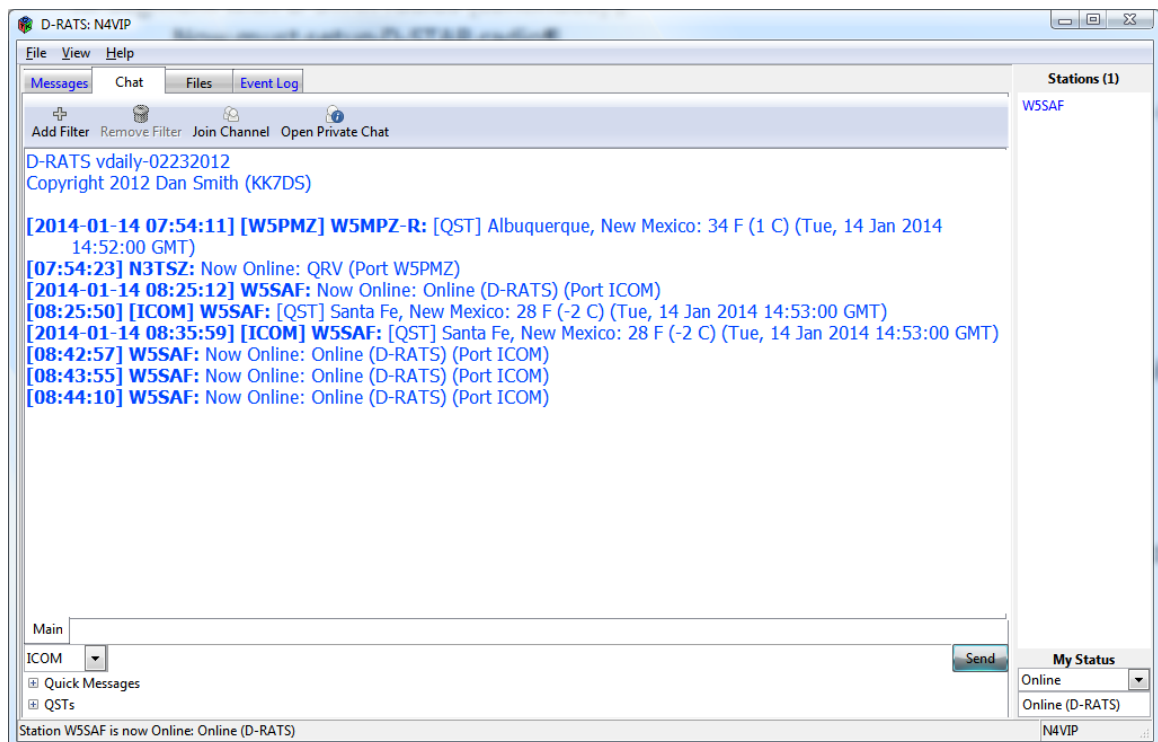 D-RATS: N4VIP
File View Help
Messages Chat Files Event Log
Add Filter Remove Filter Join Channel Open Private Chat
D-RATS vdaily-02232012
Copyright 2012 Dan Smith (KK7DS)
[2014-01-14 07:54:11] [W5PMZ] W5MPZ-R: [QST] Albuquerque, New Mexico: 34 F (1 C) (Tue, 14 Jan 2014
14:52:00 GMT)
[07:54:23] N3TSZ: Now Online: QRV (Port W5PMZ)
[2014-01-14 08:25:12] W5SAF: Now Online: Online (D-RATS) (Port ICOM)
[08:25:50] [ICOM] W5SAF: [QST] Santa Fe, New Mexico: 28 F (-2 C) (Tue, 14 Jan 2014 14:53:00 GMT)
[2014-01-14 08:35:59] [ICOM] W5SAF: [QST] Santa Fe, New Mexico: 28 F (-2 C) (Tue, 14 Jan 2014 14:53:00 GMT)
[08:42:57] W5SAF: Now Online: Online (D-RATS) (Port ICOM)
[08:43:55] W5SAF: Now Online: Online (D-RATS) (Port ICOM)
[08:44:10] W5SAF: Now Online: Online (D-RATS) (Port ICOM)
Main
ICOM
Send
Quick Messages
QSTs
Stations (1)
W5SAF
My Status
Online
Online (D-RATS)
Station W5SAF is now Online: Online (D-RATS)
N4VIP